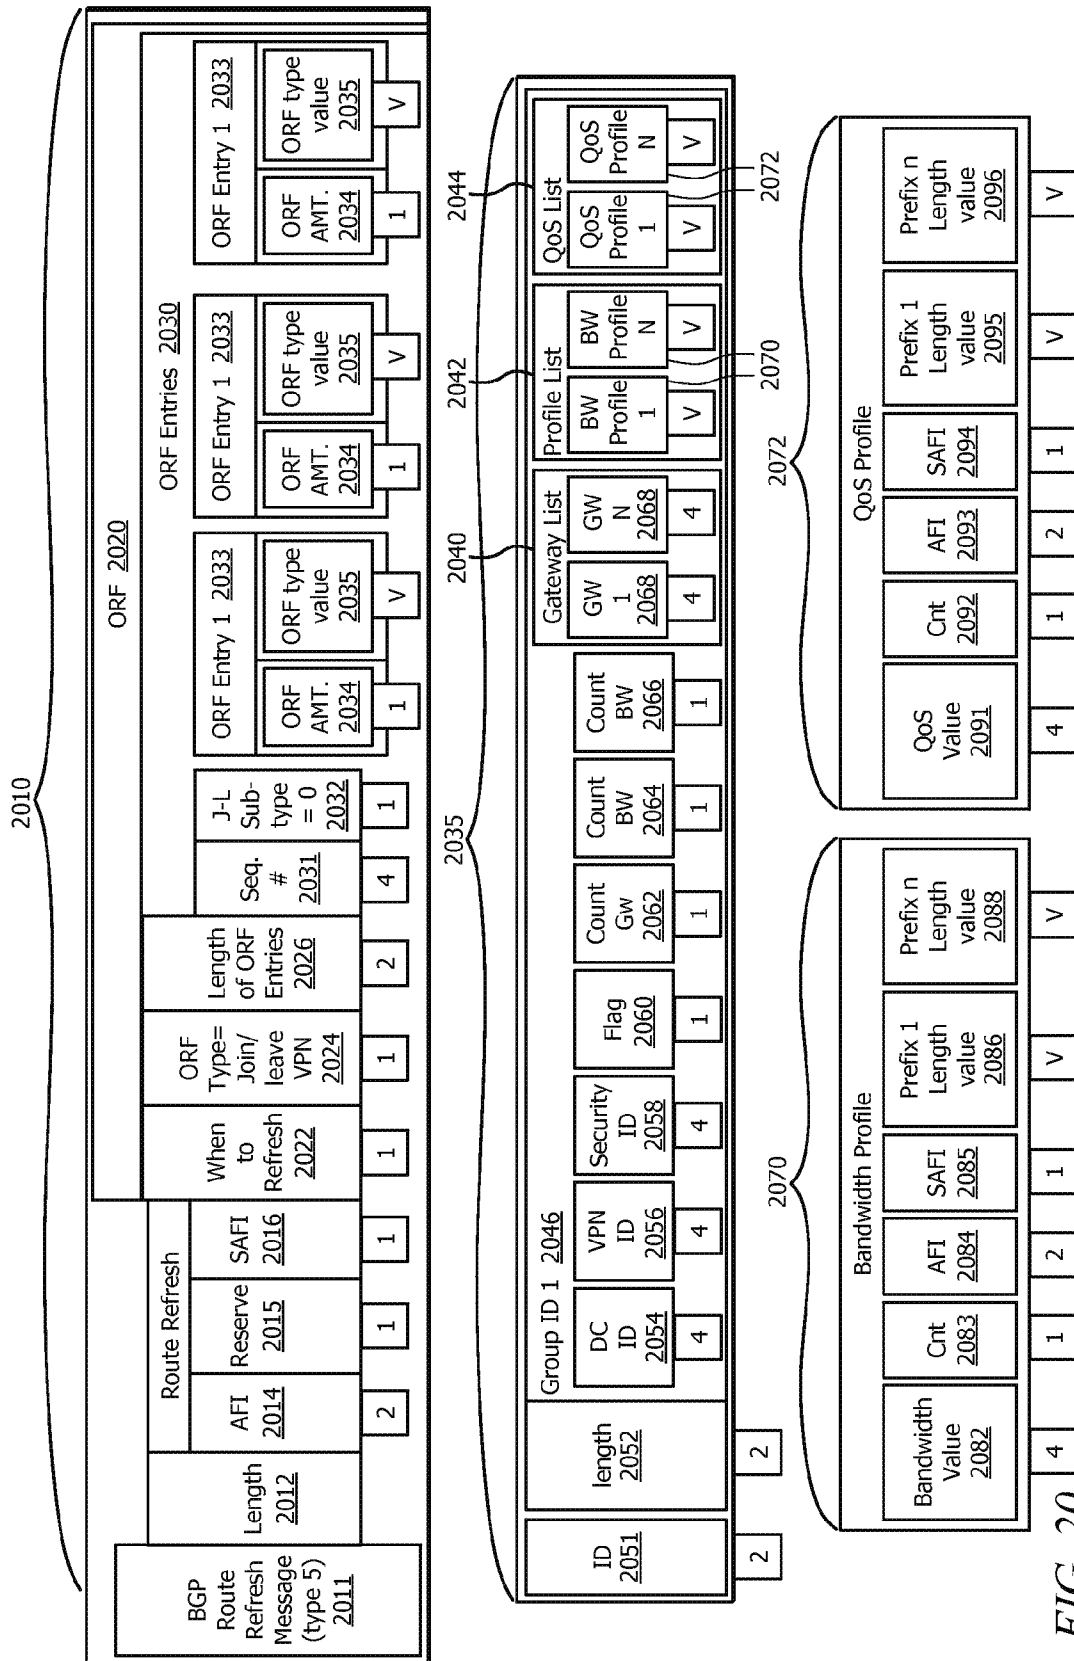 2010
BGP
Route
Refresh
Message
(type 5)
2011
Length
2012
Route Refresh
AFI
2014
2
Reserve
2015
1
SAFI
2016
1
ORF 2020
When
to
Refresh
2022
1
ORF
Type=
Join/
leave
VPN
2024
1
Length
of ORF
Entries
2026
2
ORF Entries 2030
Seq.
#
2031
4
J-L
Sub-
type
= 0
2032
1
ORF Entry 1 2033
ORF
AMT.
2034
1
ORF type
value
2035
V
ORF Entry 1 2033
ORF
AMT.
2034
1
ORF type
value
2035
V
ORF Entry 1 2033
ORF
AMT.
2034
1
ORF type
value
2035
V
2035
ID
2051
2
length
2052
2
Group ID 1 2046
DC
ID
2054
4
VPN
ID
2056
4
Security
ID
2058
4
Flag
2060
1
Count
Gw
2062
1
Count
BW
2064
1
Count
BW
2066
1
2040
Gateway List
GW
1
2068
4
GW
N
2068
4
2042
Profile List
BW
Profile
1
V
BW
Profile
N
V
2070
2044
QoS List
QoS
Profile
1
V
QoS
Profile
N
V
2072
2070
Bandwidth Profile
Bandwidth
Value
2082
4
Cnt
2083
1
AFI
2084
2
SAFI
2085
1
Prefix 1
Length
value
2086
V
Prefix n
Length
value
2088
V
2072
QoS Profile
QoS
Value
2091
4
Cnt
2092
1
AFI
2093
2
SAFI
2094
1
Prefix 1
Length
value
2095
V
Prefix n
Length
value
2096
V
FIG. 20